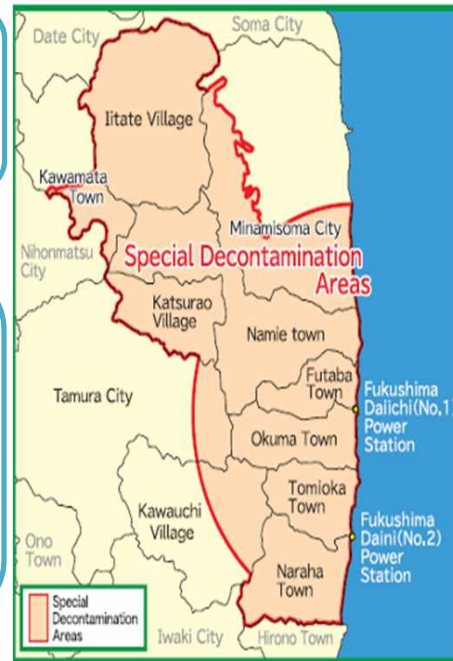 Date City
Soma City
Iitate Village
Kawamata
Town
Minamisoma City
Nihonmatsu
City
Special Decontamination
Areas
Katsurao
Village
Namie town
Futaba
Town
Tamura City
Fukushima
Daiichi(No.1)
Power
Station
Okuma Town
Tomioka
Town
Kawauchi
Village
Fukushima
Daini(No.2)
Power
Station
Ono
Town
Naraha
Town
Special
Decontamination
Areas
Iwaki City
Hirono Town